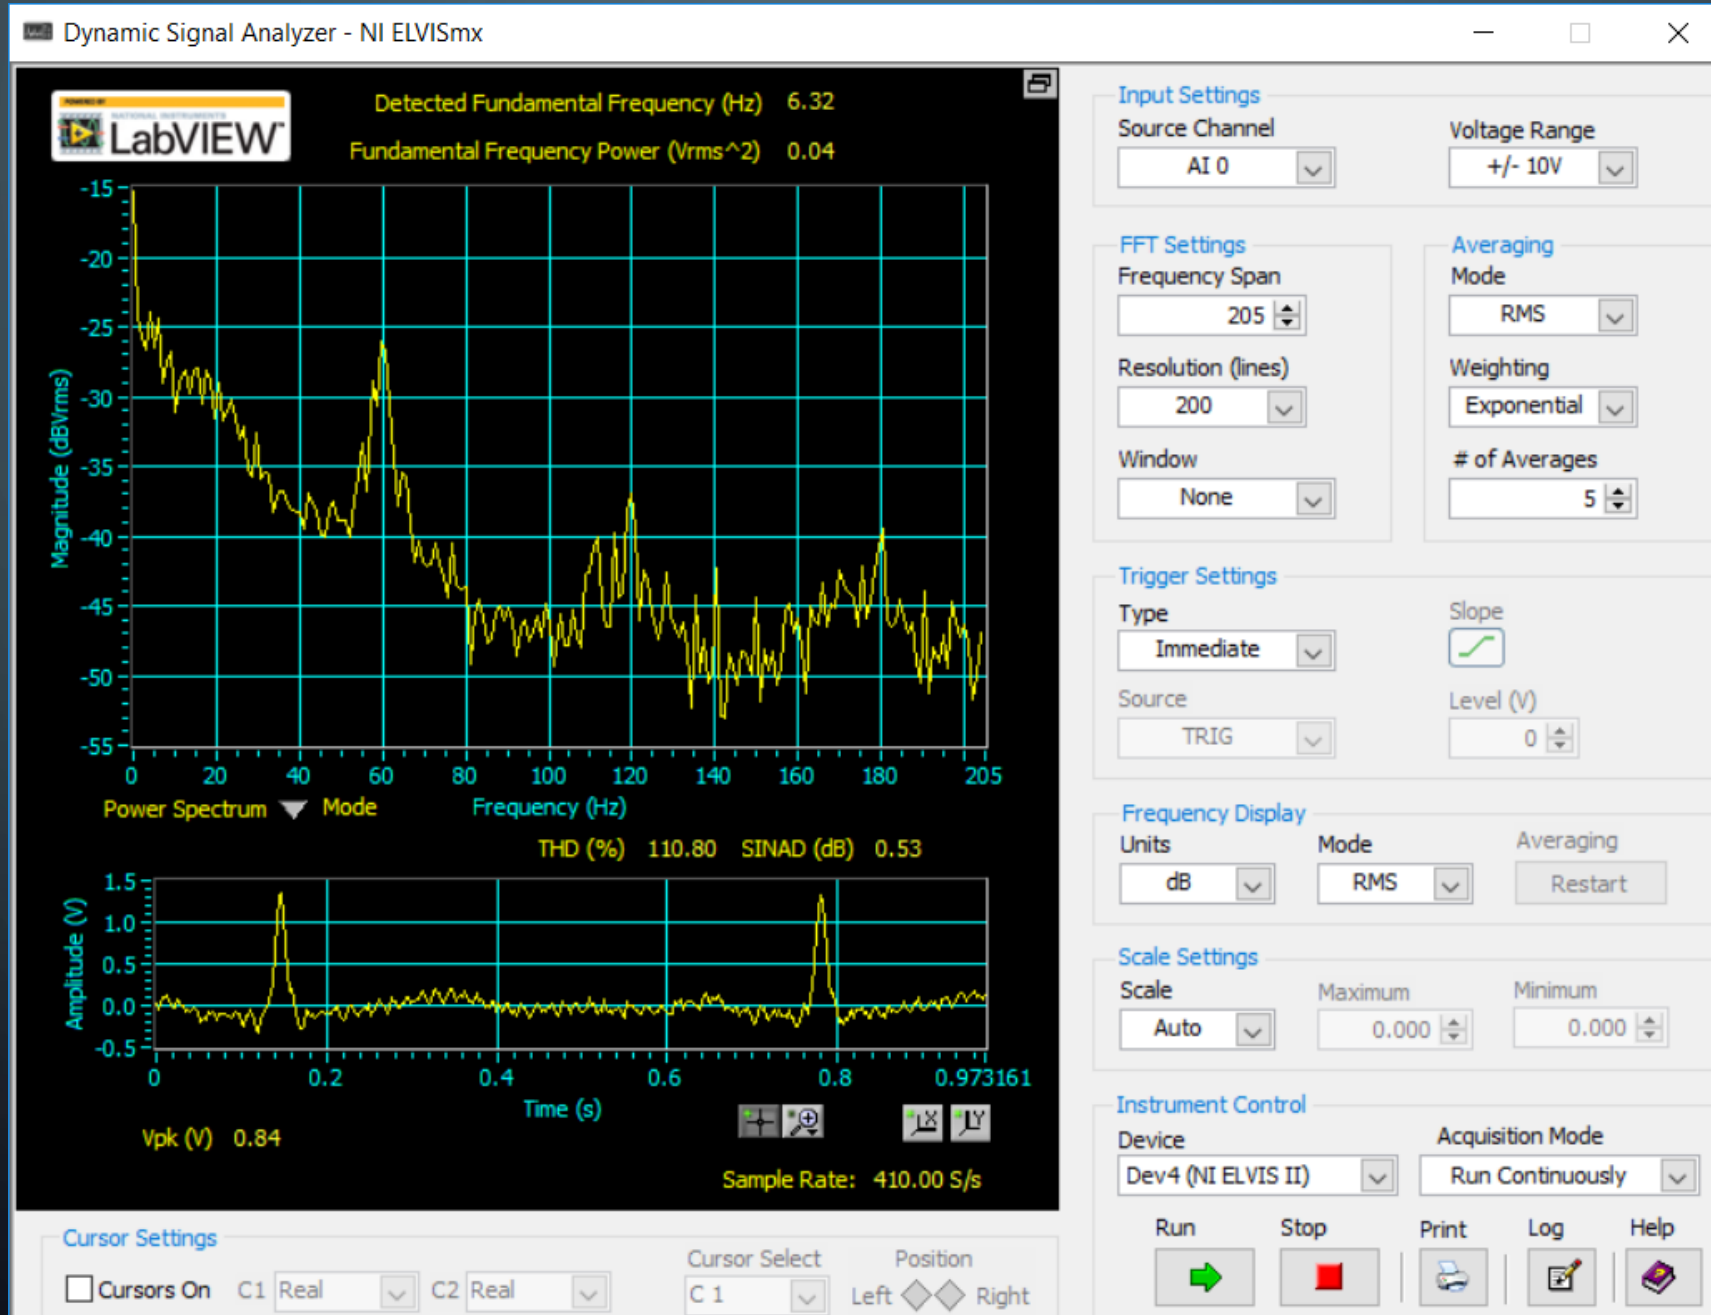 Dynamic Signal Analyzer - NI ELVISmx
POWERED BY
NATIONAL INSTRUMENTS
LabVIEW
Detected Fundamental Frequency (Hz) 6.32
Fundamental Frequency Power (Vrms^2) 0.04
Magnitude (dBVrms)
-15
-20
-25
-30
-35
-40
-45
-50
-55
0 20 40 60 80 100 120 140 160 180 205
Power Spectrum Mode Frequency (Hz)
THD (%) 110.80 SINAD (dB) 0.53
Amplitude (V)
1.5
1.0
0.5
0.0
-0.5
0 0.2 0.4 0.6 0.8 0.973161
Time (s)
X Y
Vpk (V) 0.84
Sample Rate: 410.00 S/s
Cursor Settings
Cursors On C1 Real C2 Real
Cursor Select
C 1
Position
Left Right
Input Settings
Source Channel Voltage Range
AI 0 +/- 10V
FFT Settings
Frequency Span
205
Resolution (lines)
200
Window
None
Averaging
Mode
RMS
Weighting
Exponential
# of Averages
5
Trigger Settings
Type Slope
Immediate
Source Level (V)
TRIG 0
Frequency Display
Units Mode Averaging
dB RMS Restart
Scale Settings
Scale Maximum Minimum
Auto 0.000 0.000
Instrument Control
Device Acquisition Mode
Dev4 (NI ELVIS II) Run Continuously
Run Stop Print Log Help